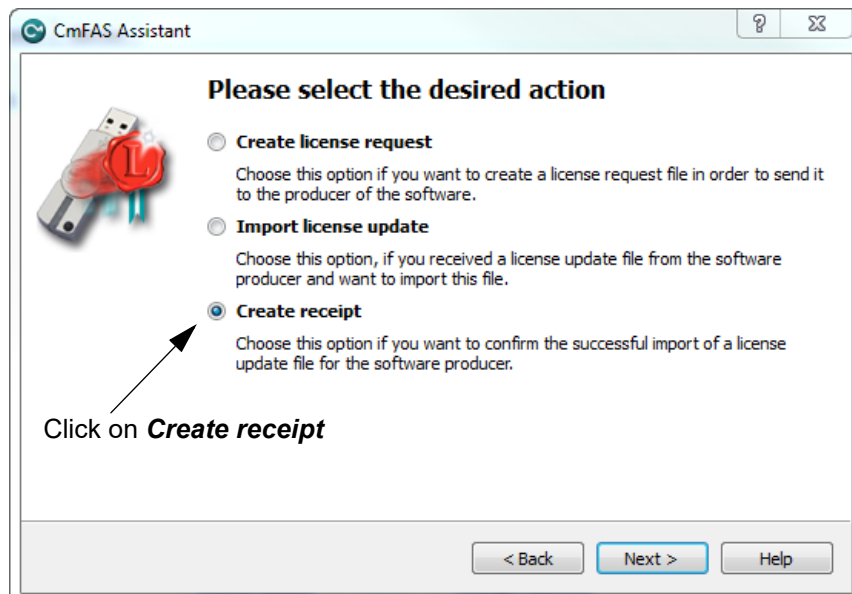 CmFAS Assistant
Please select the desired action
Create license request
Choose this option if you want to create a license request file in order to send it
to the producer of the software.
Import license update
Choose this option, if you received a license update file from the software
producer and want to import this file.
Create receipt
Choose this option if you want to confirm the successful import of a license
update file for the software producer.
Click on Create receipt
< Back
Next >
Help